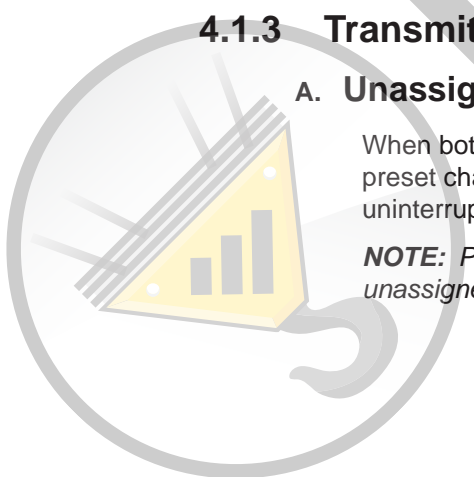 4.1.3 Transmit
A. Unassig
When bot
preset cha
uninterrup
NOTE: P
unassigne